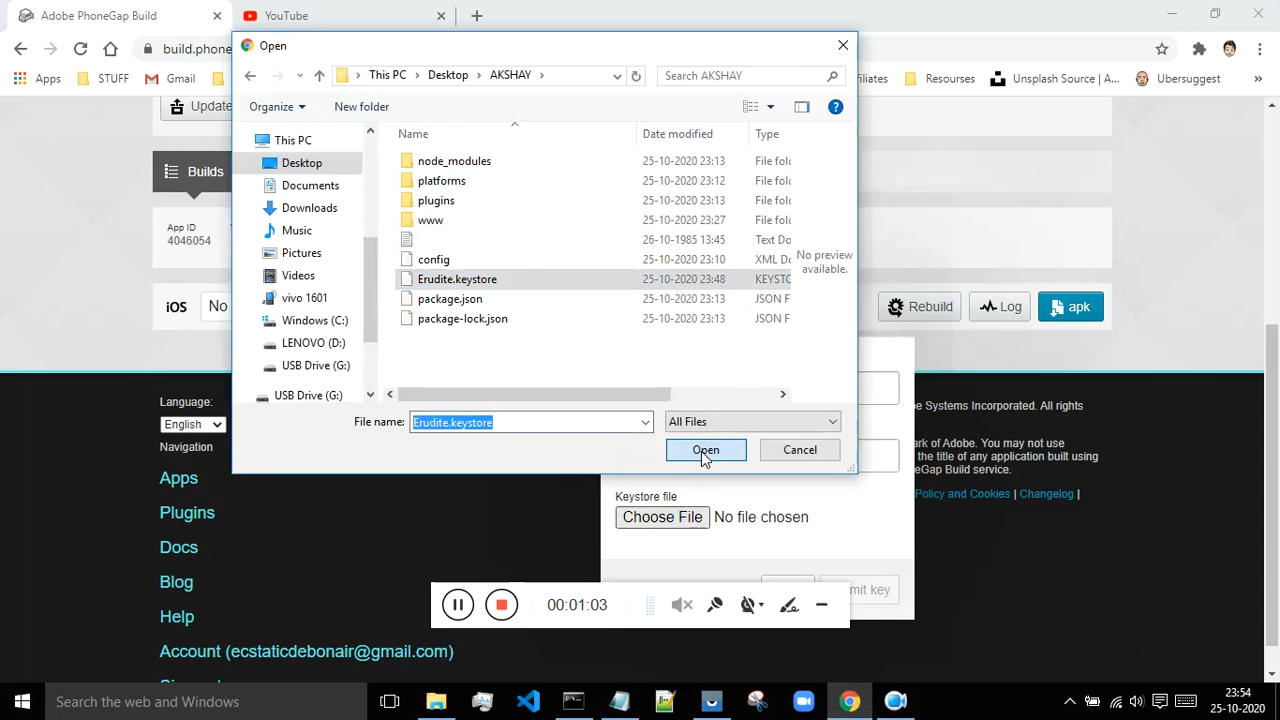 Adobe PhoneGap Build
YouTube
build.phone
Apps
STUFF
Gmail
ffiliates
Resourses
Unsplash Source | A...
Ubersuggest
Open
This PC
Desktop
AKSHAY
Search AKSHAY
Organize
New folder
Name
Date modified
Type
This PC
Desktop
Documents
Downloads
Music
Pictures
Videos
vivo 1601
Windows (C:)
LENOVO (D:)
USB Drive (G:)
USB Drive (G:)
node_modules 25-10-2020 23:13 File fol
platforms 25-10-2020 23:12 File fol
plugins 25-10-2020 23:13 File fol
www 25-10-2020 23:27 File fol
26-10-1985 13:45 Text Do
config 25-10-2020 23:10 XML Do
Erudite.keystore 25-10-2020 23:48 KEYSTO
package.json 25-10-2020 23:13 JSON F
package-lock.json 25-10-2020 23:13 JSON F
No preview
available.
File name: Erudite.keystore
All Files
Open
Cancel
Update
Builds
App ID
4046054
iOS
No
Rebuild
Log
apk
Language:
English
Navigation
Apps
Plugins
Docs
Blog
Help
Account (ecstaticdebonair@gmail.com)
e Systems Incorporated. All rights
ark of Adobe. You may not use
the title of any application built using
eGap Build service.
Policy and Cookies | Changelog |
Keystore file
Choose File No file chosen
mit key
00:01:03
Type here to search
23:54
25-10-2020